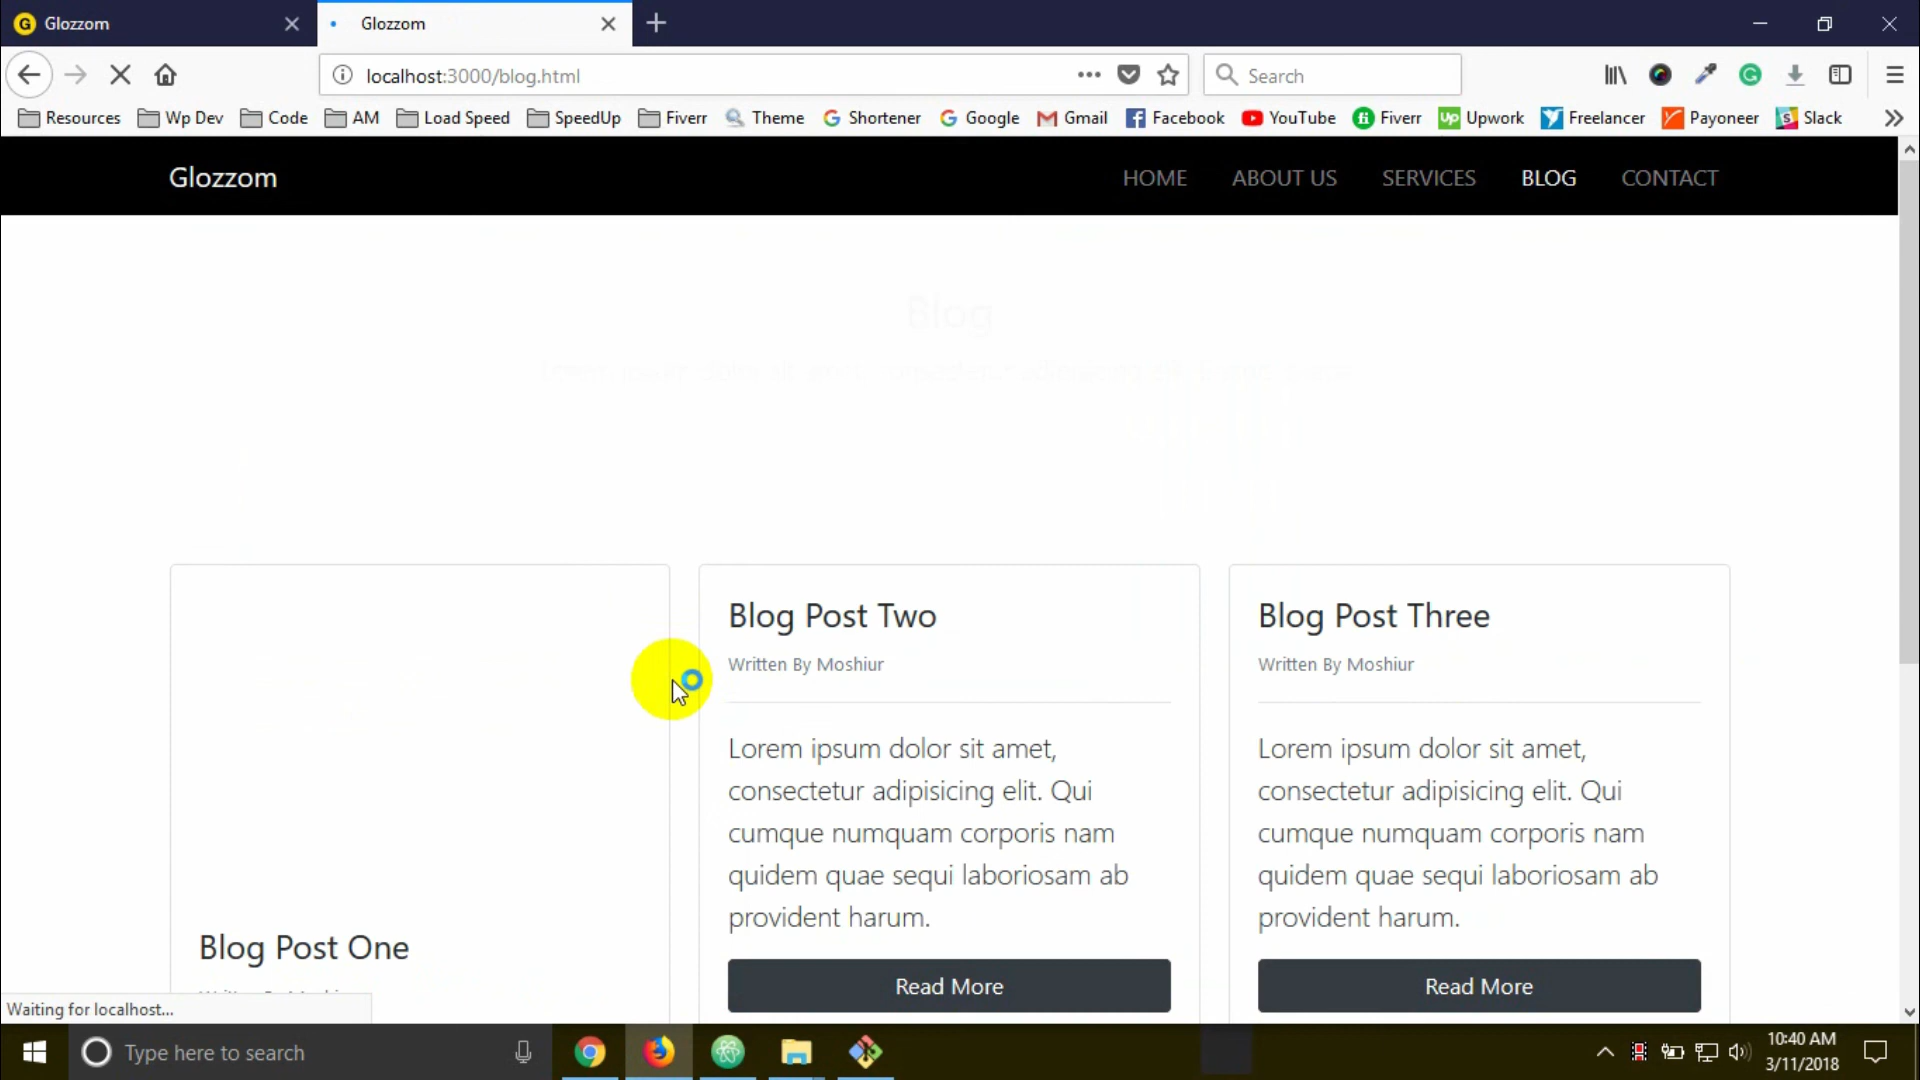 Glozzom
Glozzom
localhost:3000/blog.html
Search
Resources
Wp Dev
Code
AM
Load Speed
SpeedUp
Fiverr
Theme
Shortener
Google
Gmail
Facebook
YouTube
Fiverr
Upwork
Freelancer
Payoneer
Slack
Glozzom
HOME
ABOUT US
SERVICES
BLOG
CONTACT
Blog
Blog Post Two
Written By Moshiur
Lorem ipsum dolor sit amet,
consectetur adipisicing elit. Qui
cumque numquam corporis nam
quidem quae sequi laboriosam ab
provident harum.
Read More
Blog Post Three
Written By Moshiur
Lorem ipsum dolor sit amet,
consectetur adipisicing elit. Qui
cumque numquam corporis nam
quidem quae sequi laboriosam ab
provident harum.
Read More
Blog Post One
Waiting for localhost...
Type here to search
10:40 AM
3/11/2018